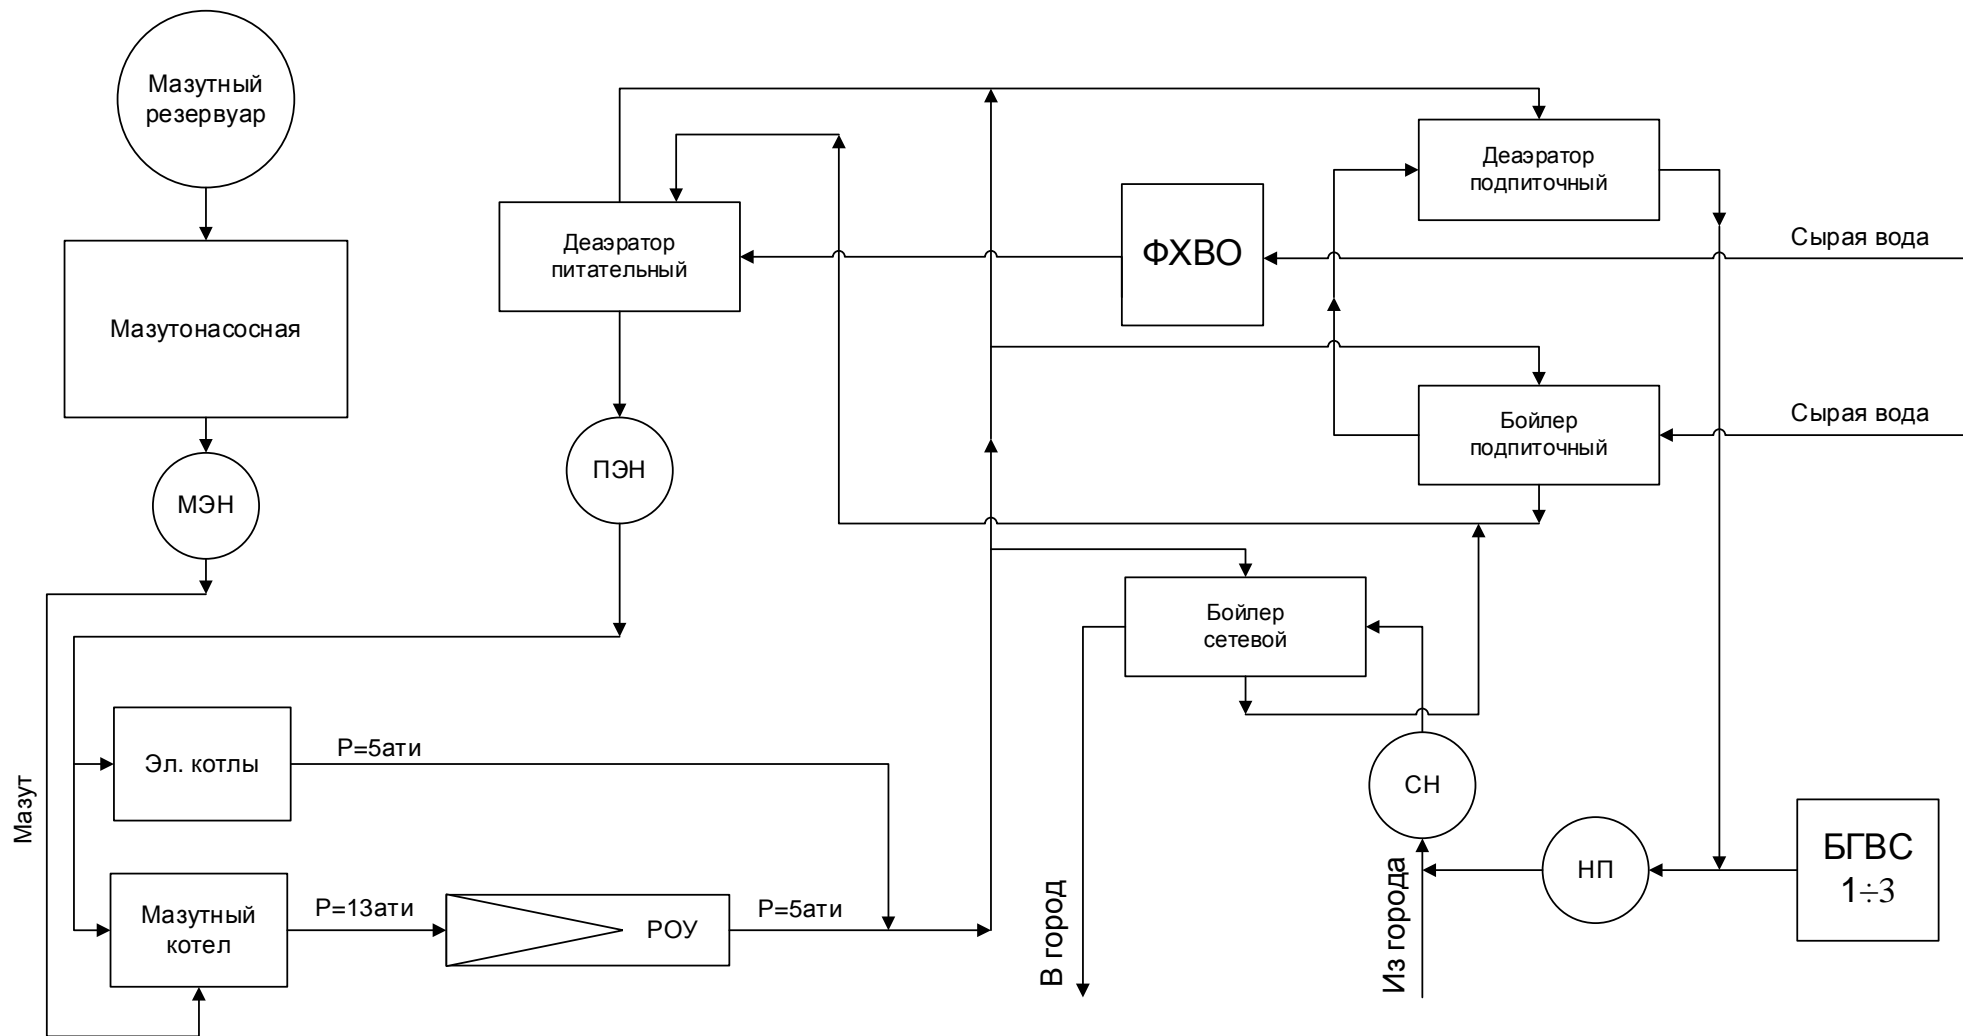 Мазутный
резервуар
Деаэратор
подпиточный
Деаэратор
питательный
ФХВО
Сырая вода
Мазутонасосная
Бойлер
подпиточный
Сырая вода
ПЭН
МЭН
Бойлер
сетевой
Эл. котлы
P=5ати
СН
Мазут
БГВС
1÷3
НП
Мазутный
котел
P=13ати
РОУ
P=5ати
В город
Из города